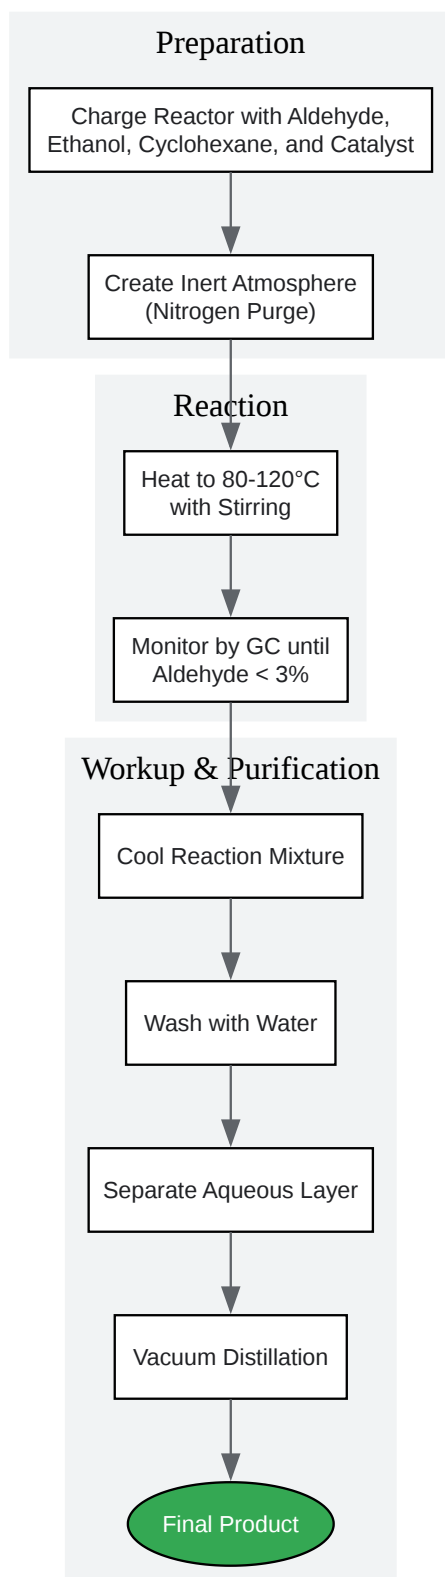 Preparation
Charge Reactor with Aldehyde,
Ethanol, Cyclohexane, and Catalyst
Create Inert Atmosphere
(Nitrogen Purge)
Reaction
Heat to 80-120°C
with Stirring
Monitor by GC until
Aldehyde < 3%
Workup & Purification
Cool Reaction Mixture
Wash with Water
Separate Aqueous Layer
Vacuum Distillation
Final Product